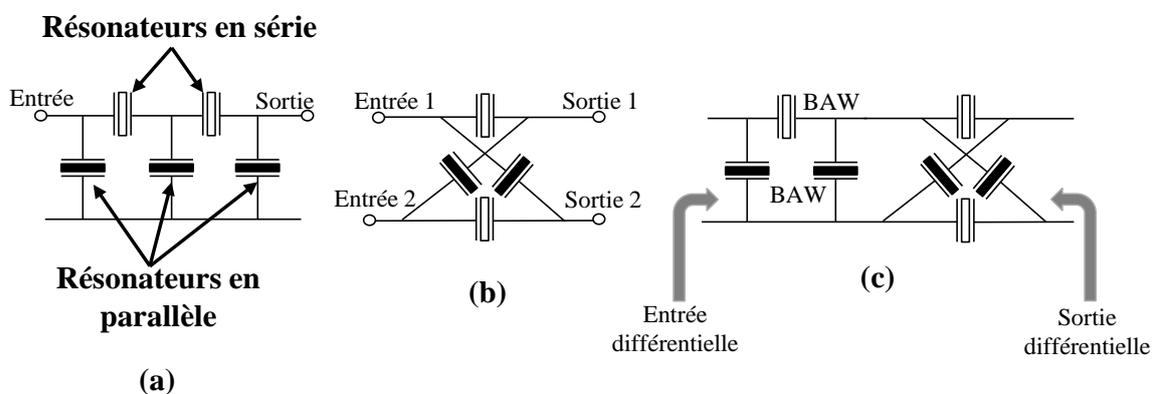 Résonateurs en série
Entrée
Sortie
Résonateurs en
parallèle
(a)
Entrée 1
Sortie 1
Entrée 2
Sortie 2
(b)
BAW
BAW
(c)
Entrée
différentielle
Sortie
différentielle